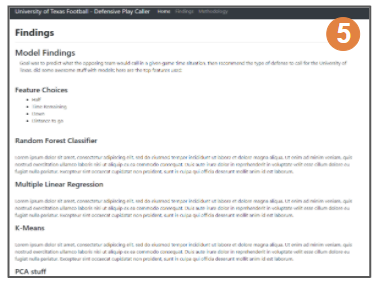 University of Texas Football - Defensive Play Caller Home Findings Methodology
5
Findings
Model Findings
Goal was to predict what the opposing team would call in a given game time situation, then recommend the type of defense to call for the University of
Texas. did some awesome stuff with models here are the top features used:
Feature Choices
Half
Time Remaining
Down
Distance to go
Random Forest Classifier
Lorem ipsum dolor sit amet, consectetur adipiscing elit, sed do eiusmod tempor incididunt ut labore et dolore magna aliqua. Ut enim ad minim veniam, quis
nostrud exercitation ullamco laboris nisi ut aliquip ex ea commodo consequat. Duis aute irure dolor in reprehenderit in voluptate velit esse cillum dolore eu
fugiat nulla pariatur. Excepteur sint occaecat cupidatat non proident, sunt in culpa qui officia deserunt mollit anim id est laborum.
Multiple Linear Regression
Lorem ipsum dolor sit amet, consectetur adipiscing elit, sed do eiusmod tempor incididunt ut labore et dolore magna aliqua. Ut enim ad minim veniam, quis
nostrud exercitation ullamco laboris nisi ut aliquip ex ea commodo consequat. Duis aute irure dolor in reprehenderit in voluptate velit esse cillum dolore eu
fugiat nulla pariatur. Excepteur sint occaecat cupidatat non proident, sunt in culpa qui officia deserunt mollit anim id est laborum.
K-Means
Lorem ipsum dolor sit amet, consectetur adipiscing elit, sed do eiusmod tempor incididunt ut labore et dolore magna aliqua. Ut enim ad minim veniam, quis
nostrud exercitation ullamco laboris nisi ut aliquip ex ea commodo consequat. Duis aute irure dolor in reprehenderit in voluptate velit esse cillum dolore eu
fugiat nulla pariatur. Excepteur sint occaecat cupidatat non proident, sunt in culpa qui officia deserunt mollit anim id est laborum.
PCA stuff